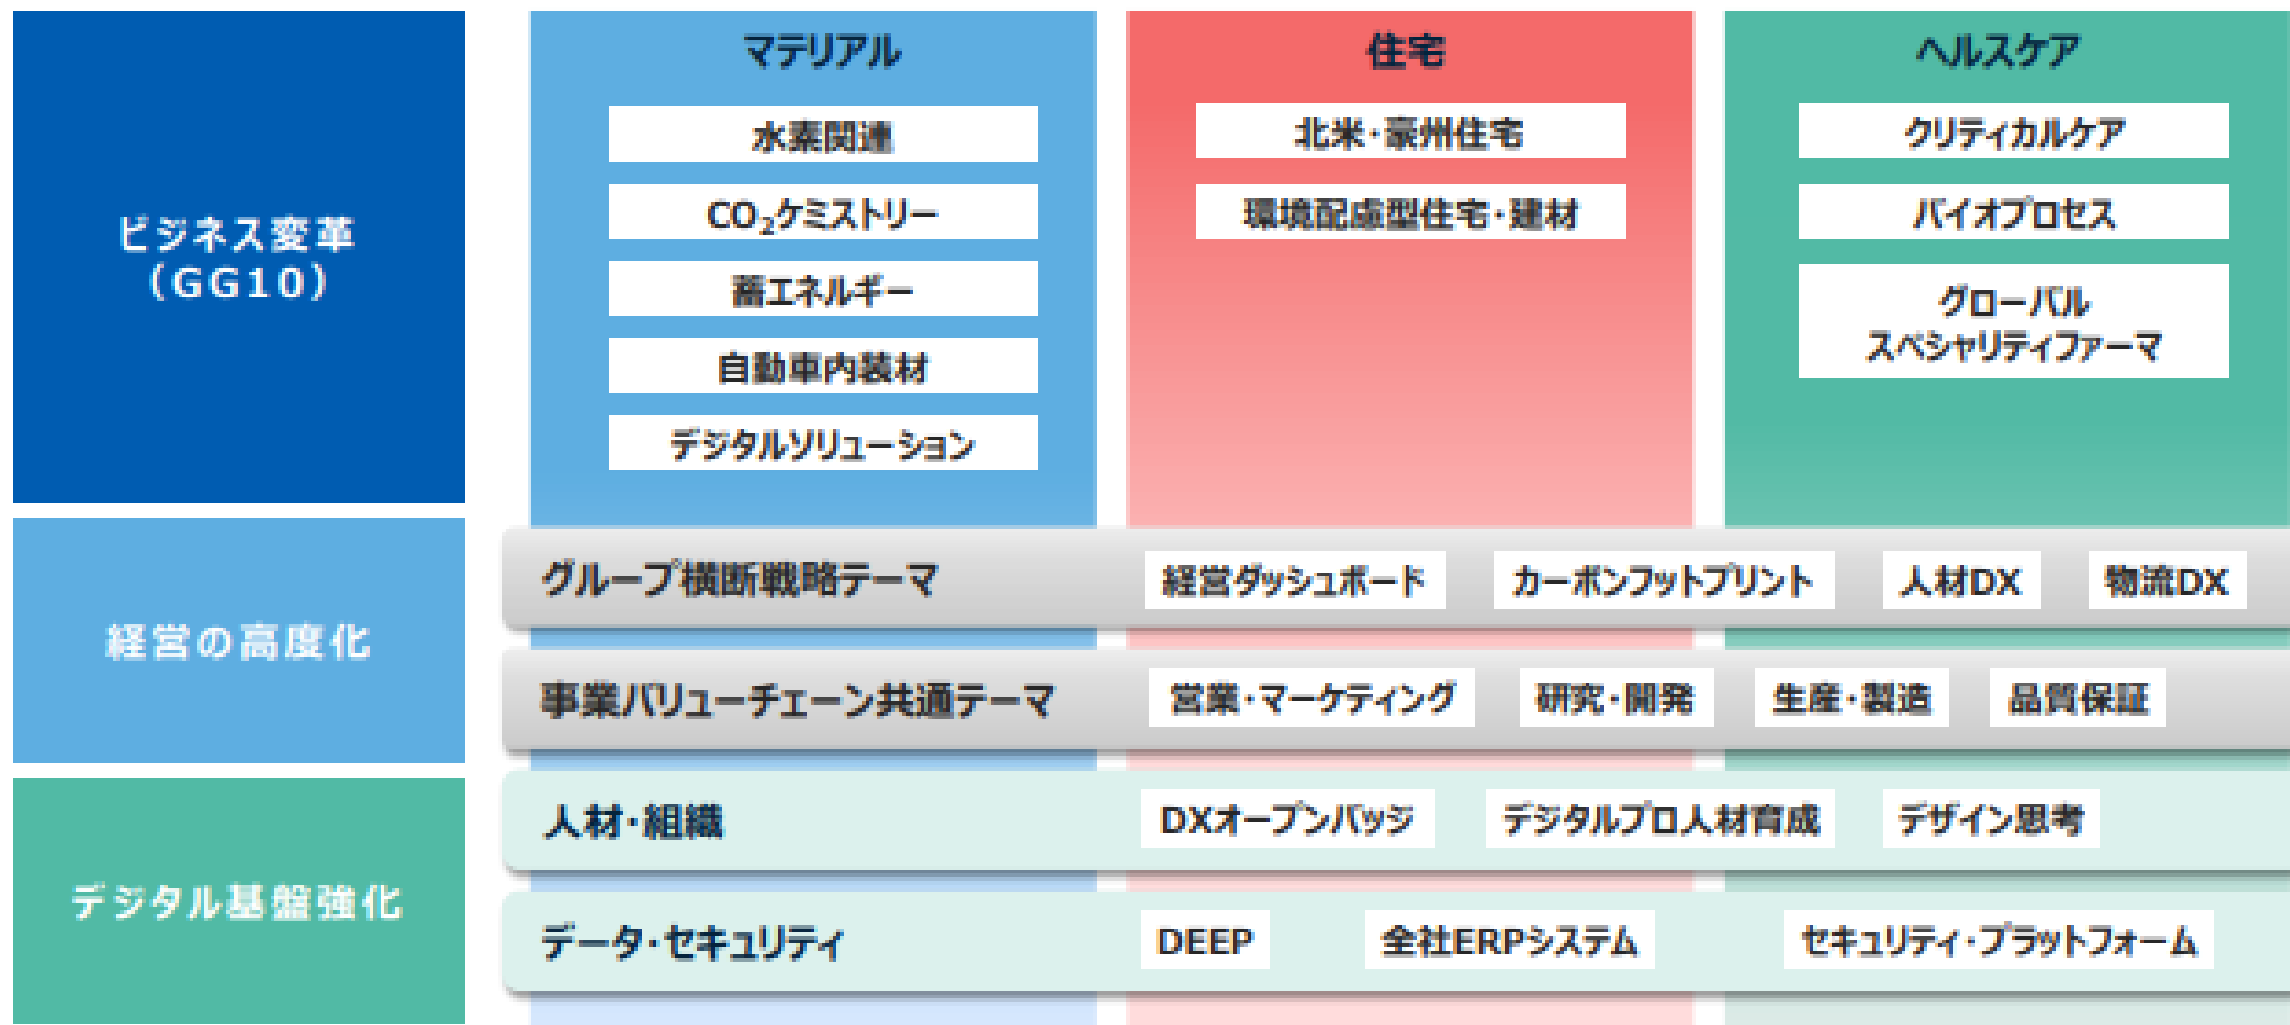 ビジネス変革
(GG10)
マテリアル
水素関連
CO₂ケミストリー
蓄エネルギー
自動車内装材
デジタルソリューション
住宅
北米・豪州住宅
環境配慮型住宅・建材
ヘルスケア
クリティカルケア
バイオプロセス
グローバル
スペシャリティファーマ
経営の高度化
グループ横断戦略テーマ
経営ダッシュボード
カーボンフットプリント
人材DX
物流DX
事業バリューチェーン共通テーマ
営業・マーケティング
研究・開発
生産・製造
品質保証
デジタル基盤強化
人材・組織
DXオープンバッジ
デジタルプロ人材育成
デザイン思考
データ・セキュリティ
DEEP
全社ERPシステム
セキュリティ・プラットフォーム